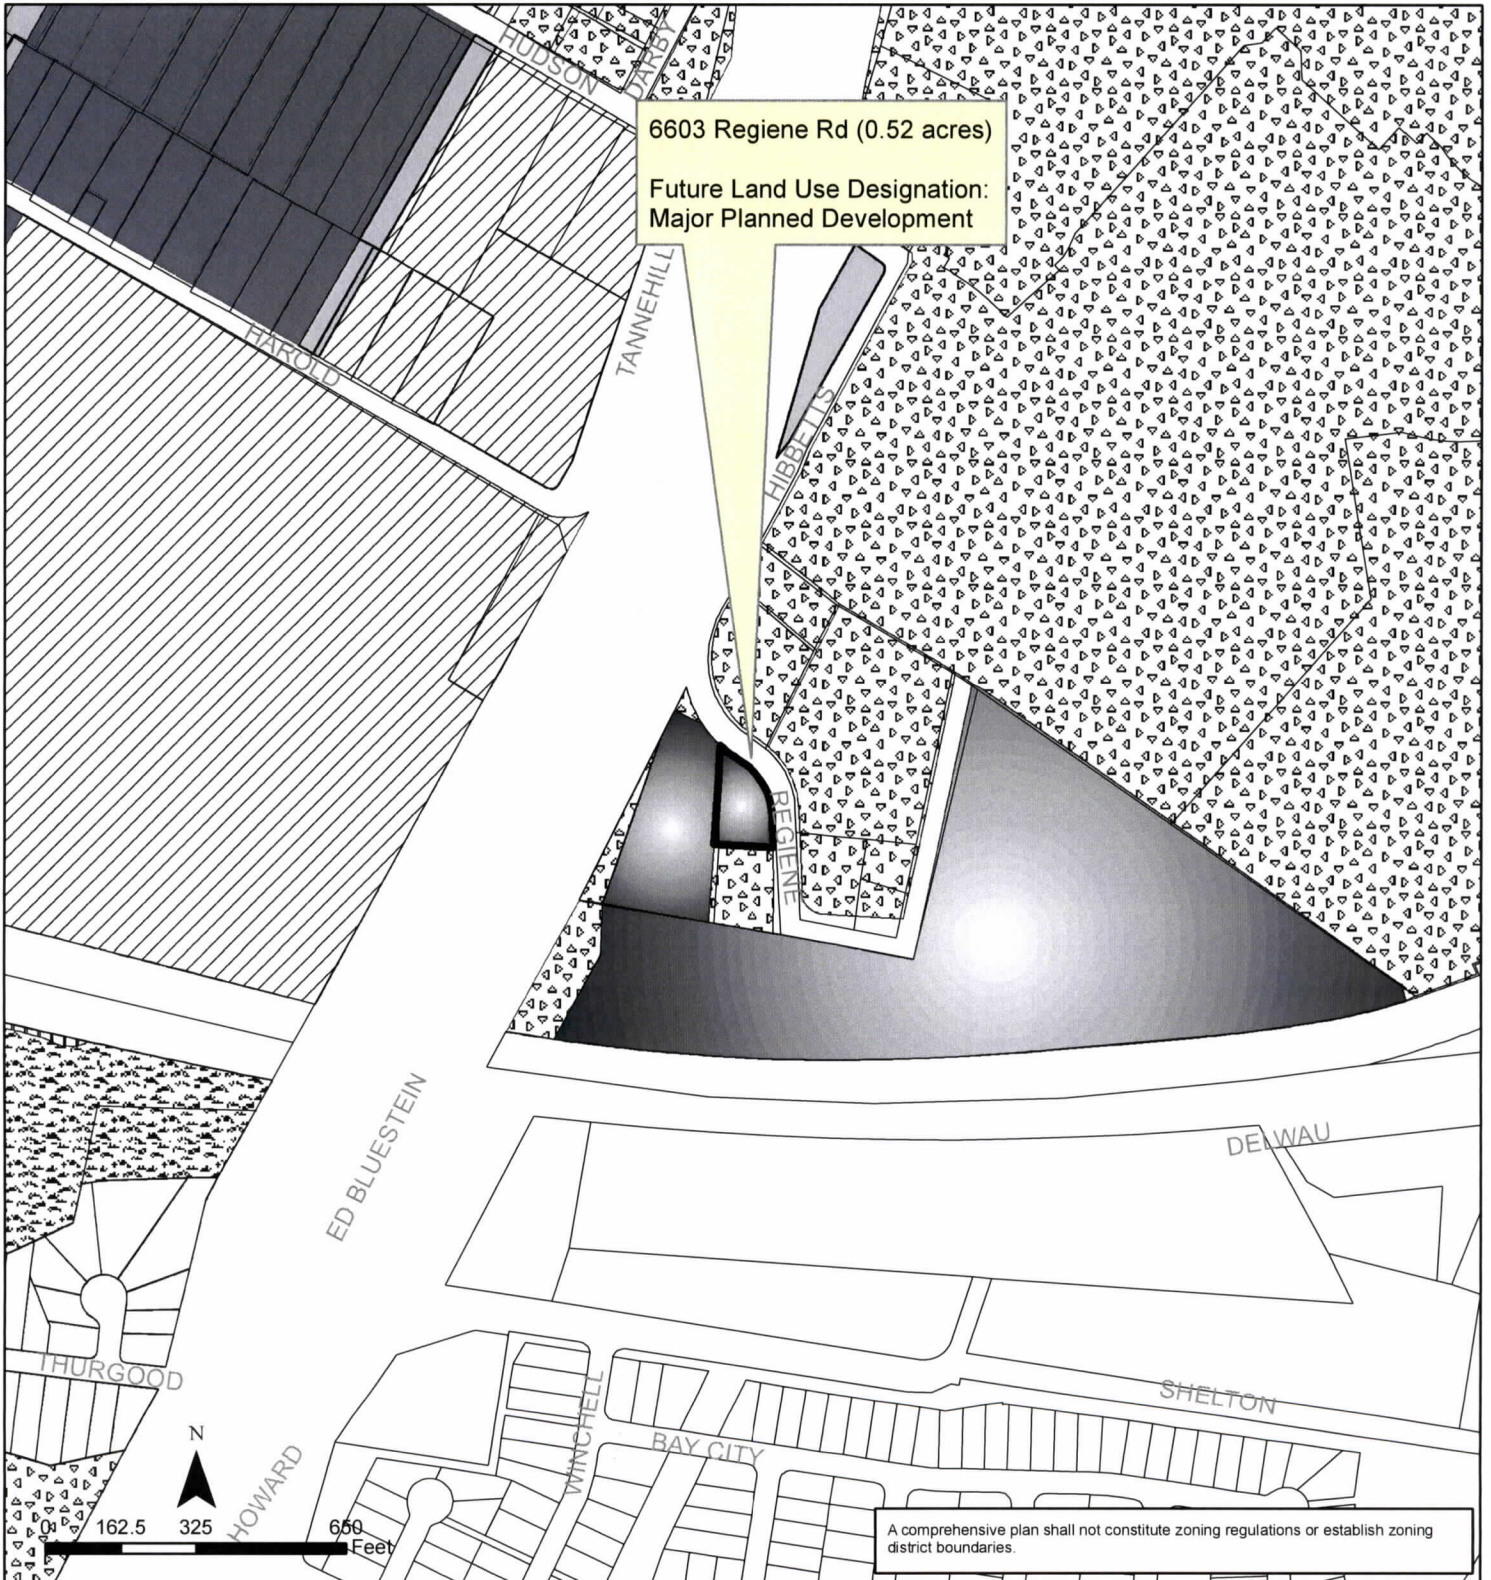 HUDSON
DARBY
6603 Regiene Rd (0.52 acres)
Future Land Use Designation:
Major Planned Development
TANNEHILL
HAROLD
HIBBETTS
REGIENE
ED BLUESTEIN
DELWAU
THURGOOD
SHELTON
WINCHELL
BAY CITY
N
HOWARD
0 162.5 325 650
Feet
A comprehensive plan shall not constitute zoning regulations or establish zoning
district boundaries.